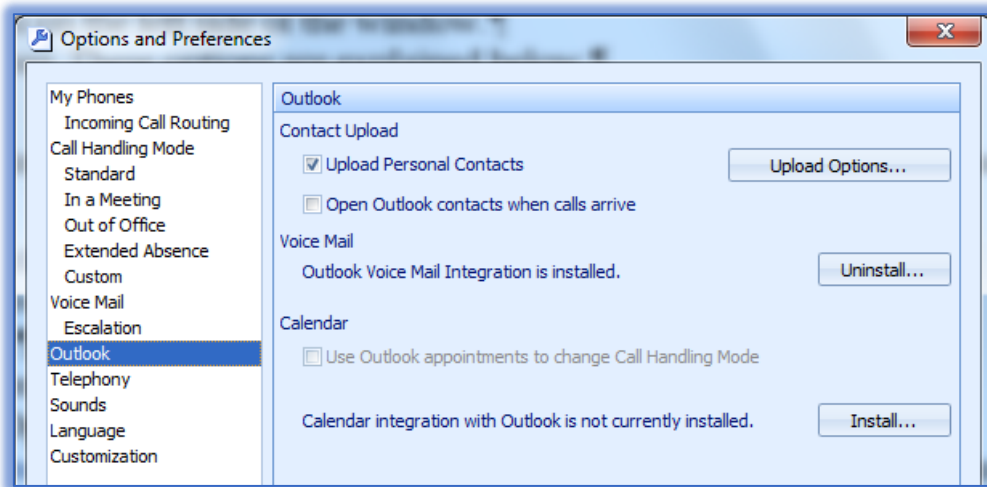 Options and Preferences
My Phones
Incoming Call Routing
Call Handling Mode
Standard
In a Meeting
Out of Office
Extended Absence
Custom
Voice Mail
Escalation
Outlook
Telephony
Sounds
Language
Customization
Outlook
Contact Upload
Upload Personal Contacts
Upload Options...
Open Outlook contacts when calls arrive
Voice Mail
Outlook Voice Mail Integration is installed.
Uninstall...
Calendar
Use Outlook appointments to change Call Handling Mode
Calendar integration with Outlook is not currently installed.
Install...